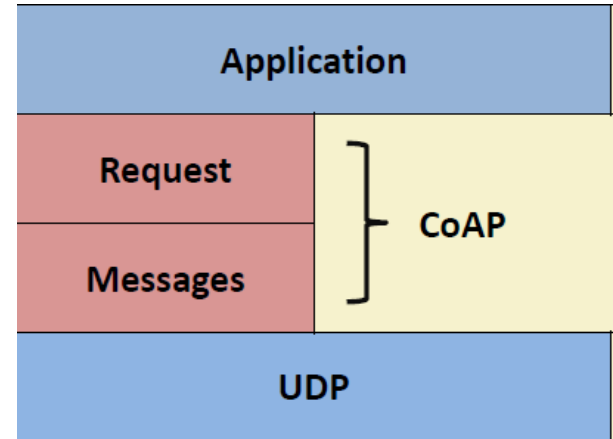 Application
Request
CoAP
Messages
UDP